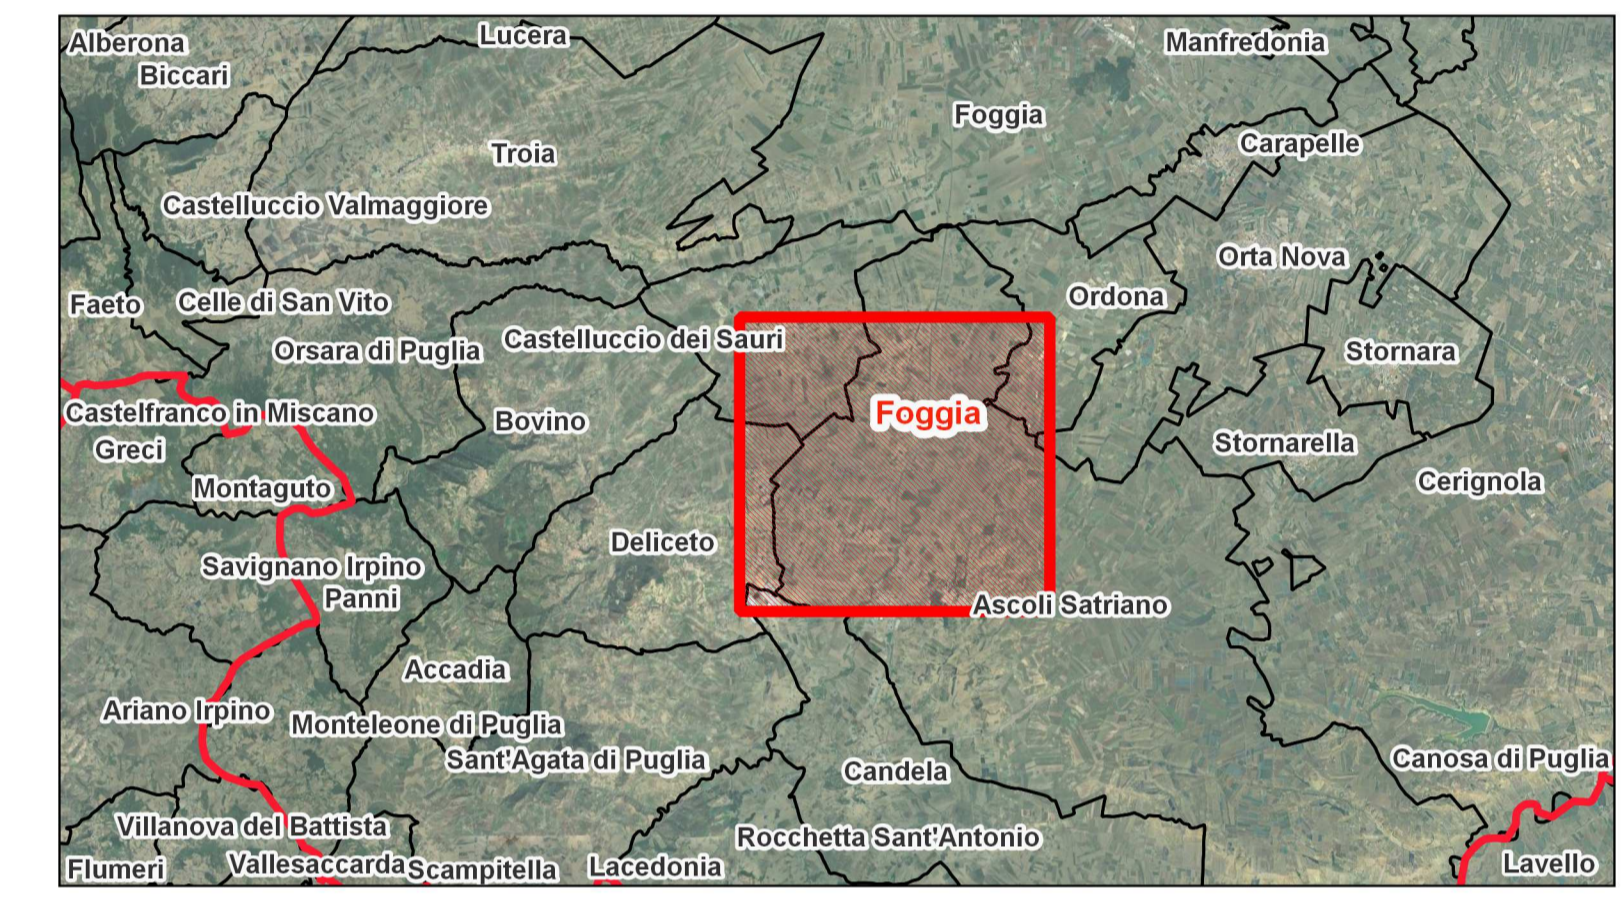 Alberona
Lucera
Manfredonia
Biccari
Foggia
Carapelle
Troia
Castelluccio Valmaggiore
Orta Nova
Ordona
Faeto
Celle di San Vito
Castelluccio dei Sauri
Orsara di Puglia
Stornara
Castelfranco in Miscano
Foggia
Bovino
Greci
Stornarella
Cerignola
Montaguto
Deliceto
Savignano Irpino
Panni
Ascoli Satriano
Accadia
Ariano Irpino
Monteleone di Puglia
Sant'Agata di Puglia
Candela
Canosa di Puglia
Villanova del Battista
Rocchetta Sant'Antonio
Flumeri
Vallesaccarda
Scampitella
Lacedonia
Lavello